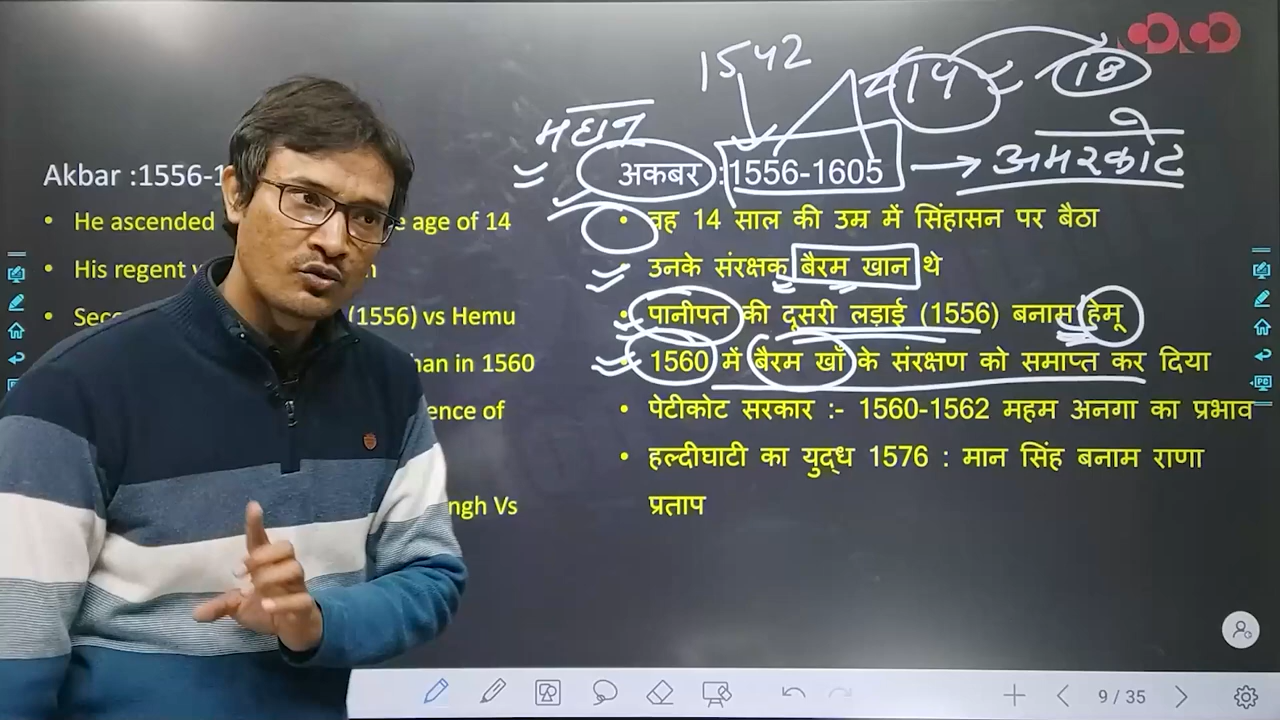 1542
14
18
महान
अमरकोट
Akbar :1556-1
He ascended
e age of 14
His regent
n
(1556) vs Hemu
han in 1560
ence of
ngh Vs
अकबर :1556-1605
वह 14 साल की उम्र में सिंहासन पर बैठा
उनके संरक्षक बैरम खान थे
पानीपत की दूसरी लड़ाई (1556) बनाम हेमू
1560 में बैरम खाँ के संरक्षण को समाप्त कर दिया
पेटीकोट सरकार :- 1560-1562 महम अनगा का प्रभाव
हल्दीघाटी का युद्ध 1576 : मान सिंह बनाम राणा
प्रताप
9 / 35